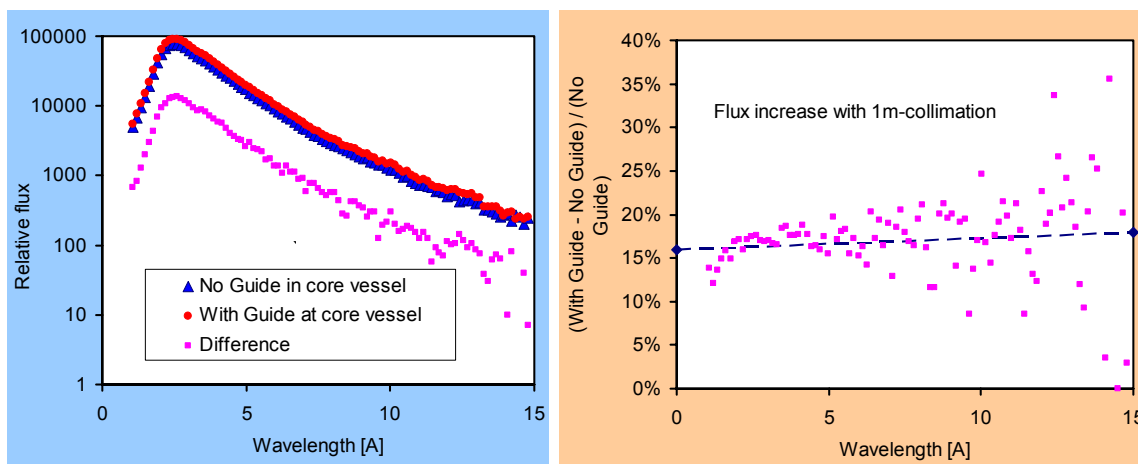 100000
10000
1000
100
10
1
Relative flux
No Guide in core vessel
With Guide at core vessel
Difference
0
5
10
15
Wavelength [A]
40%
35%
30%
25%
20%
15%
10%
5%
0%
(With Guide - No Guide) / (No
Guide)
Flux increase with 1m-collimation
0
5
10
15
Wavelength [A]